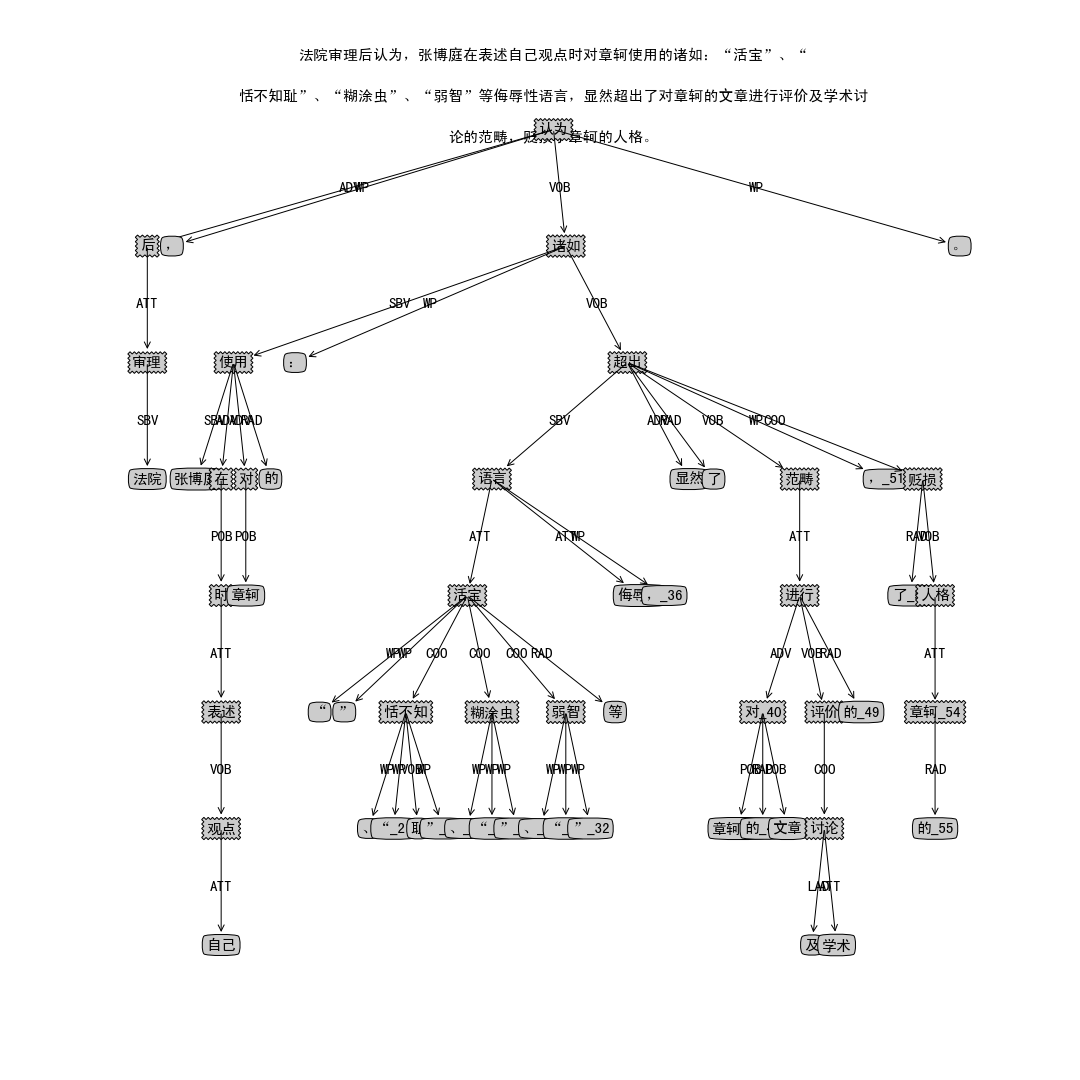 法院审理后认为，张博庭在表述自己观点时对章轲使用的诸如：“活宝”、“
恬不知耻”、“糊涂虫”、“弱智”等侮辱性语言，显然超出了对章轲的文章进行评价及学术讨
论的范畴，贬损了章轲的人格。
认为
ADV WP VOB WP
后 ， 诸如 。
ATT SBV WP VOB
审理 使用 ： 超出
SBV SBV ADV ADV RAD SBV ADV RAD VOB WP COO
法院 张博庭 在 对 的 语言 显然 了 范畴 ，_51 贬损
POB POB ATT ATT WP ATT RAD VOB
时 章轲 活宝 ，_36 进行 人格
ATT WP WP COO COO COO RAD ADV VOB RAD ATT
表述 “ ” 恬不知 糊涂虫 弱智 等 对_40 评价 的_49 章轲_54
VOB WP WP VOB WP WP WP WP WP WP WP POB RAD POB COO RAD
观点 ”_32 文章 讨论 的_55
ATT LAD ATT
自己 及 学术